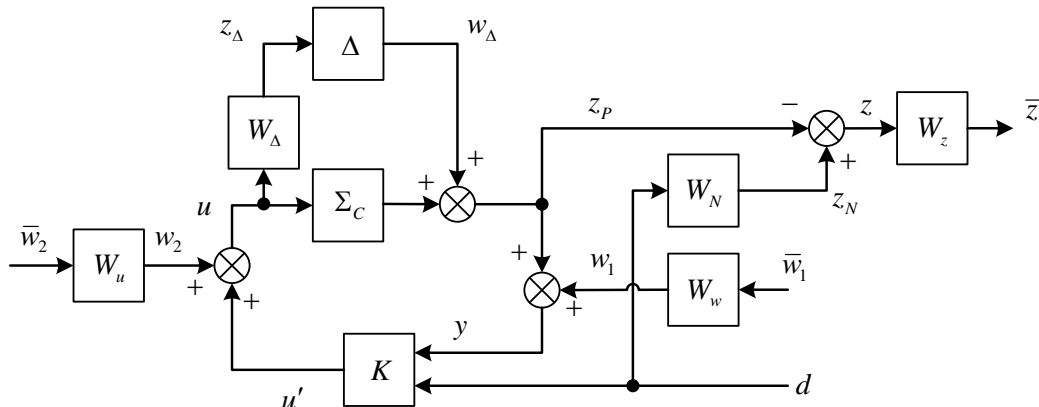 z_Δ
Δ
w_Δ
z_P
−
z
W_z
z̄
W_Δ
+
+
+
W_N
u
Σ_C
z_N
w̄_2
W_u
w_2
+
w_1
W_w
w̄_1
+
+
+
y
K
u′
d